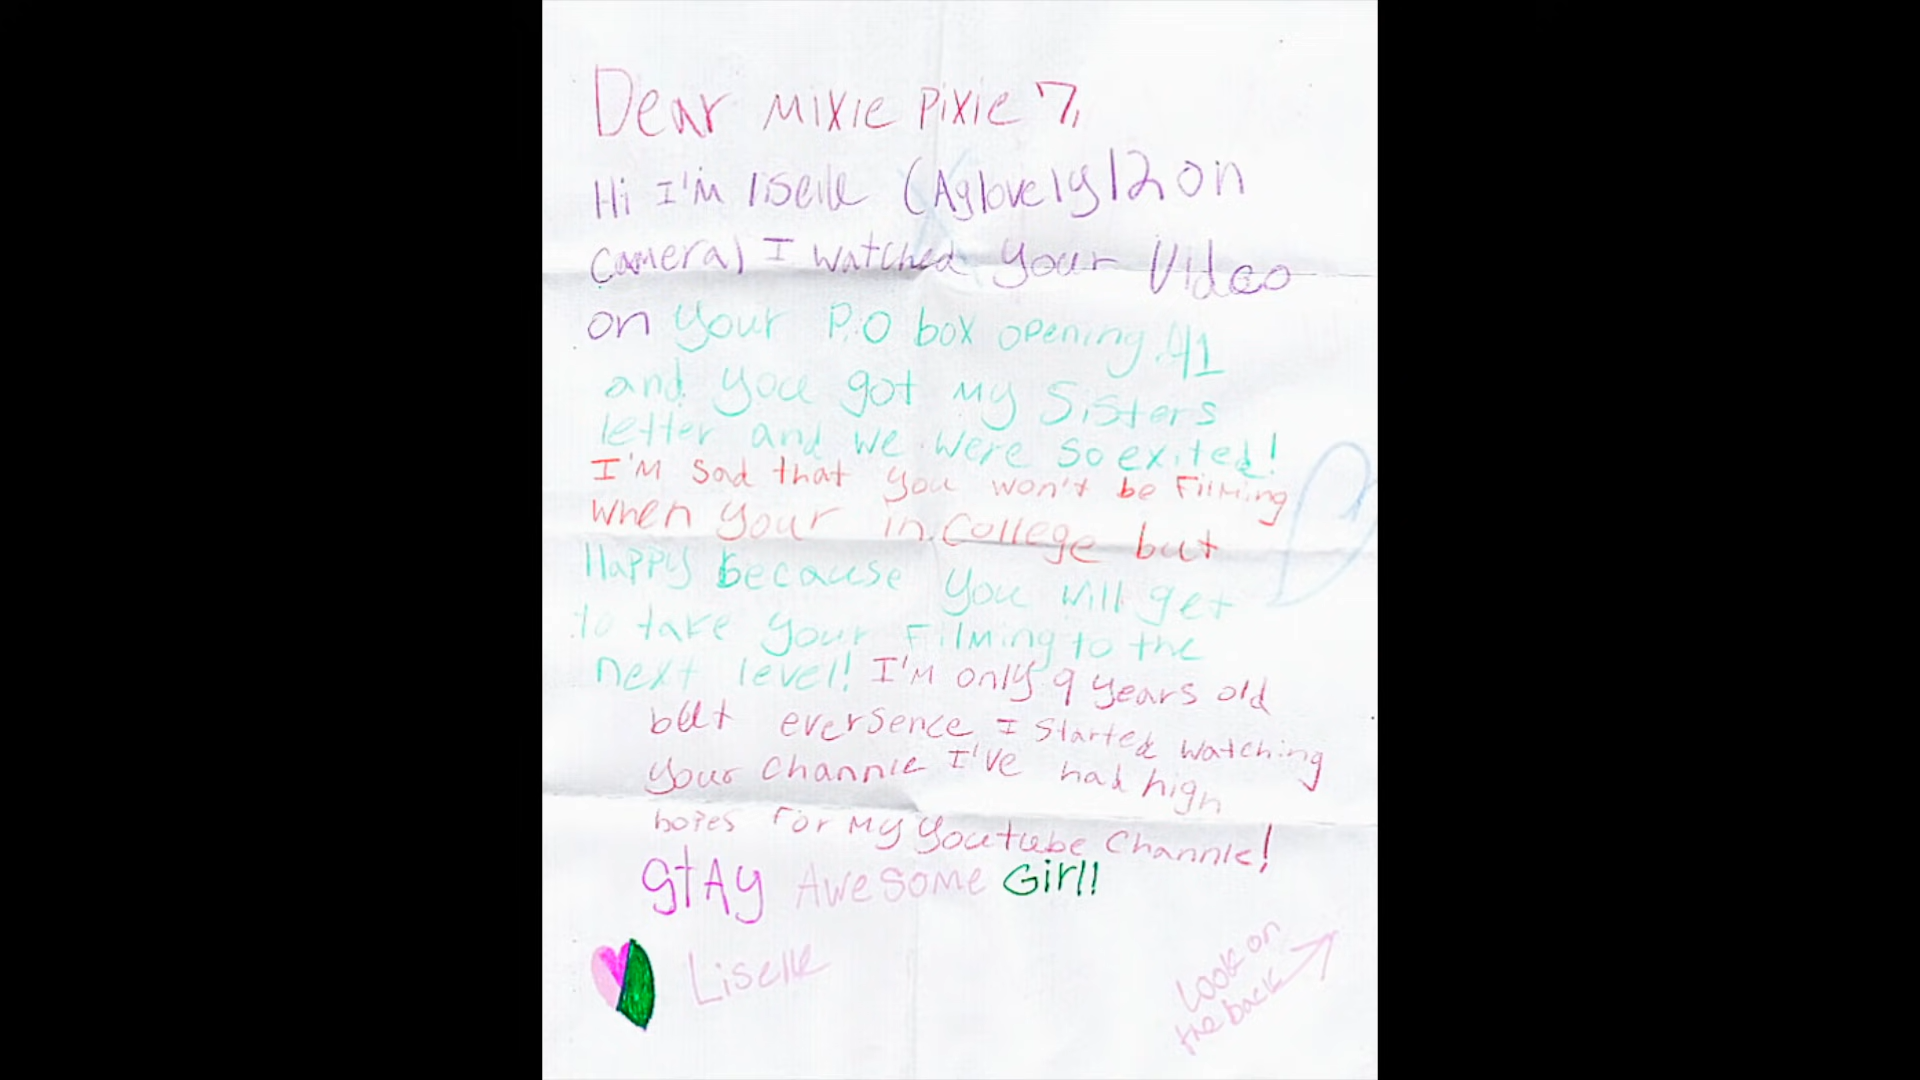 Dear Mixie Pixie 7,
Hi I'm liselle (Aglovely12 on
camera) I watched your Video
on your P.O box opening 41
and you got my Sisters
letter and we were so exited!
I'M sad that you won't be Filming
when your in College but
Happy because you will get
to take your Filming to the
next level! I'M only 9 years old
but eversence I started watching
your channle I've had high
hopes For My Youtube Channle!
StAy Awesome Girl!
Liselle
Look on
the back